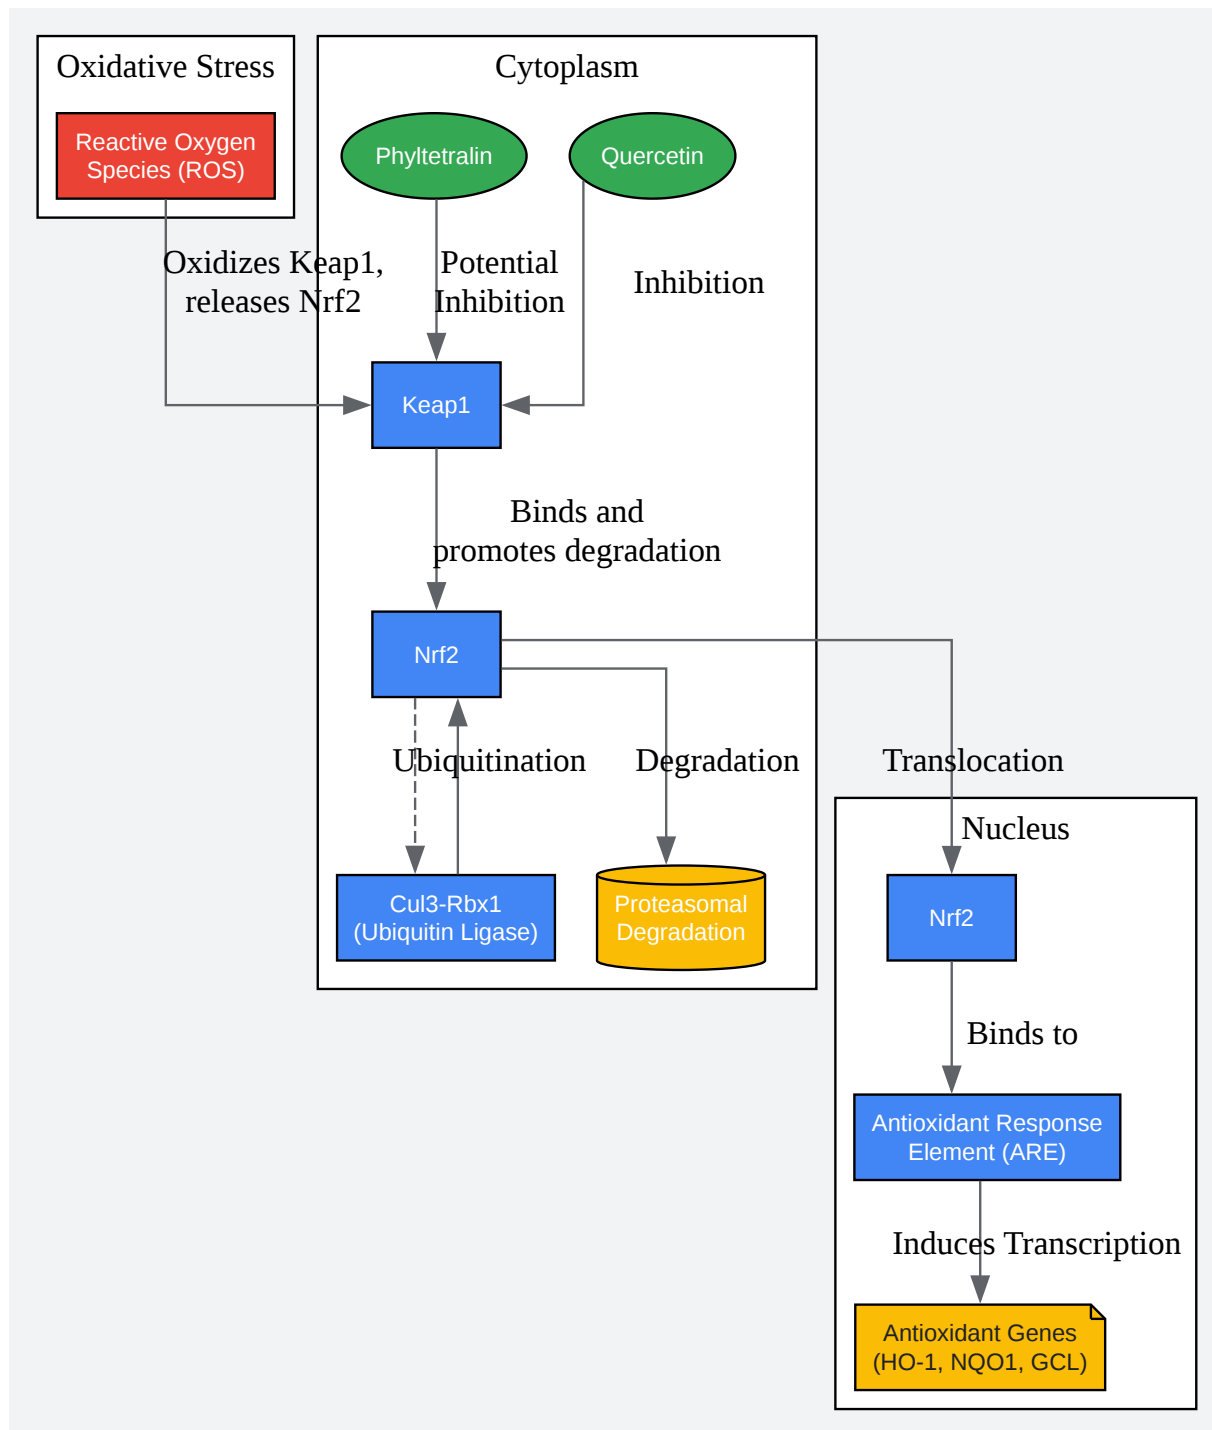 Oxidative Stress
Reactive Oxygen
Species (ROS)
Cytoplasm
Phyltetralin
Quercetin
Oxidizes Keap1,
releases Nrf2
Potential
Inhibition
Inhibition
Keap1
Binds and
promotes degradation
Nrf2
Ubiquitination
Degradation
Translocation
Cul3-Rbx1
(Ubiquitin Ligase)
Proteasomal
Degradation
Nucleus
Nrf2
Binds to
Antioxidant Response
Element (ARE)
Induces Transcription
Antioxidant Genes
(HO-1, NQO1, GCL)